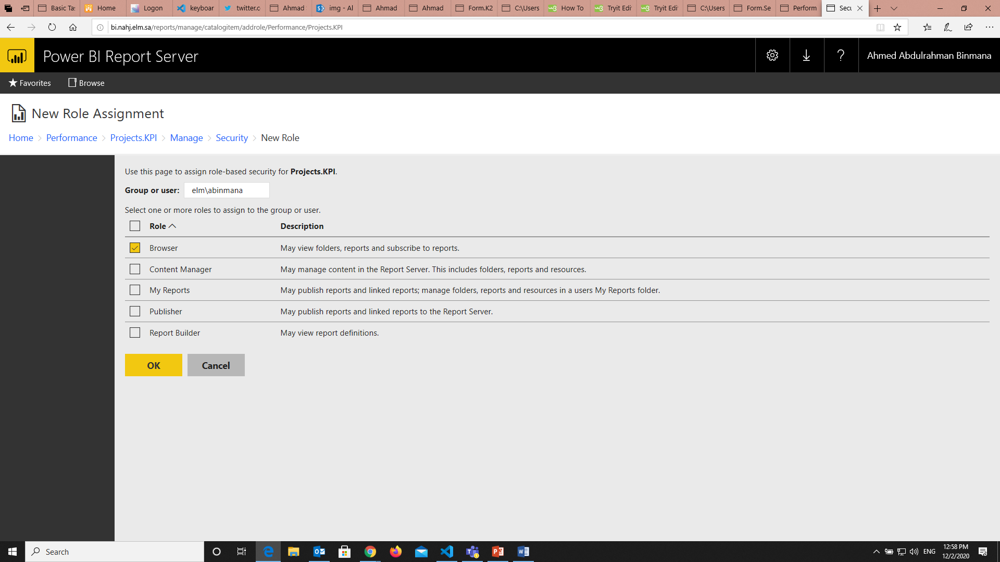 Basic Tas
Home
Logon
keyboar
twitter.c
Ahmad
img - Al
Ahmad
Ahmad
Form.K2
C:\Users
How To
Tryit Edi
Tryit Edi
C:\Users
Form.Se
Perform
Secu
bi.nahj.elm.sa/reports/manage/catalogitem/addrole/Performance/Projects.KPI
Power BI Report Server
Ahmed Abdulrahman Binmana
Favorites
Browse
New Role Assignment
Home > Performance > Projects.KPI > Manage > Security > New Role
Use this page to assign role-based security for Projects.KPI.
Group or user: elm\abinmana
Select one or more roles to assign to the group or user.
Role Description
Browser May view folders, reports and subscribe to reports.
Content Manager May manage content in the Report Server. This includes folders, reports and resources.
My Reports May publish reports and linked reports; manage folders, reports and resources in a users My Reports folder.
Publisher May publish reports and linked reports to the Report Server.
Report Builder May view report definitions.
OK Cancel
Search
ENG
12:58 PM
12/2/2020